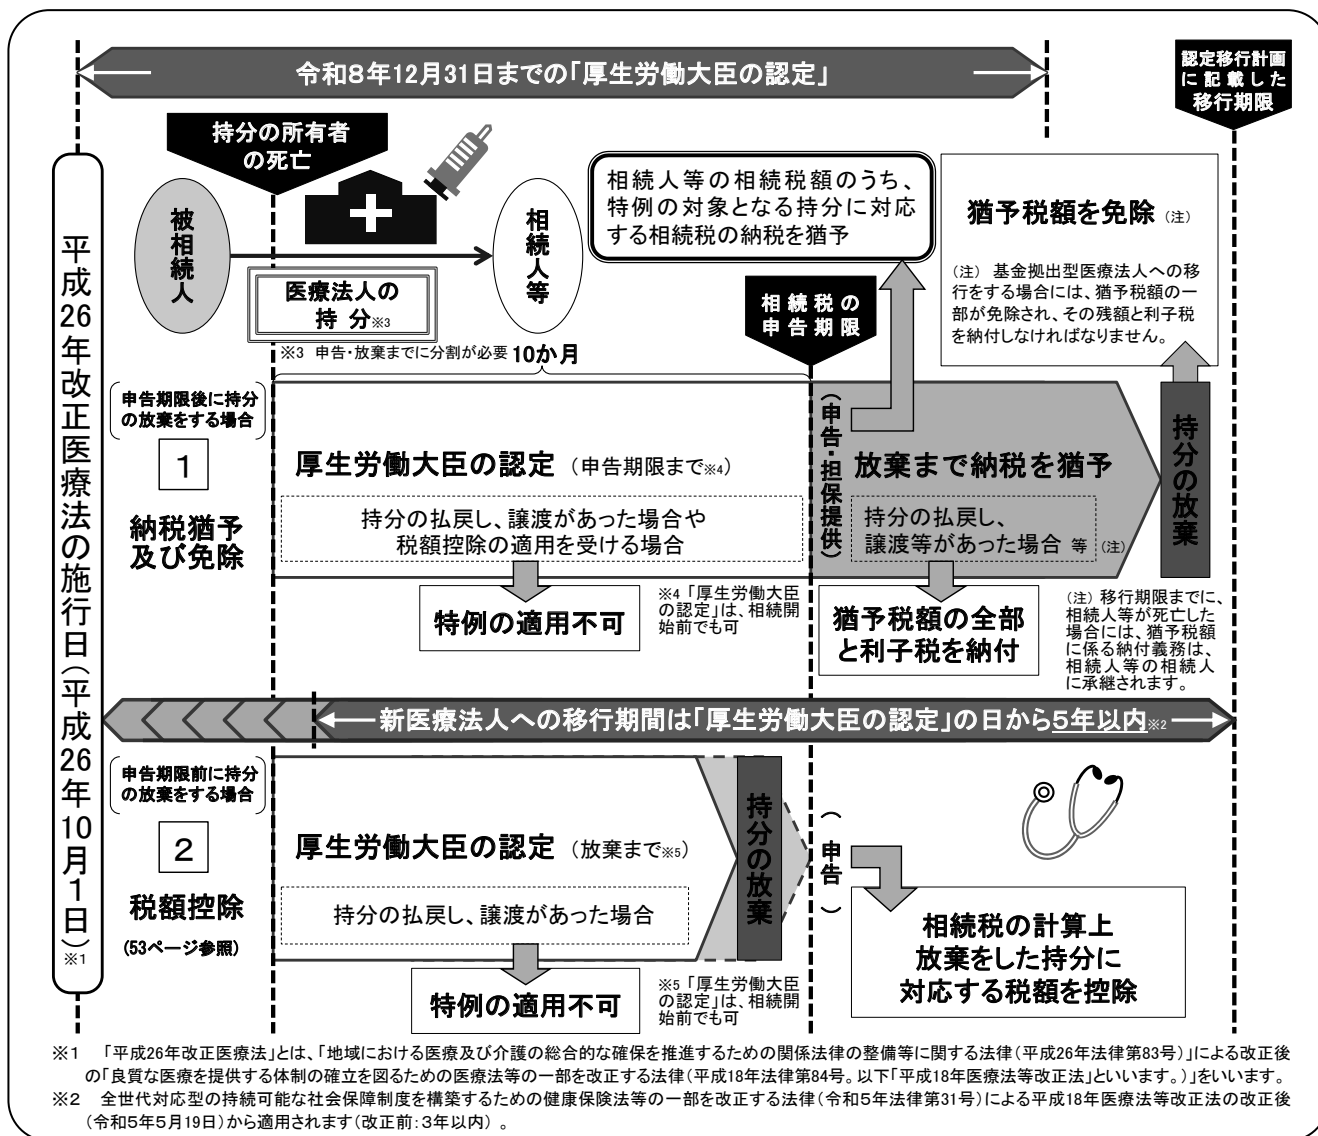 令和8年12月31日までの「厚生労働大臣の認定」
認定移行計画
に記載した
移行期限
持分の所有者
の死亡
被相続人
相続人等
医療法人の
持 分※3
※3 申告・放棄までに分割が必要
10か月
相続人等の相続税額のうち、
特例の対象となる持分に対応
する相続税の納税を猶予
相続税の
申告期限
猶予税額を免除（注）
（注） 基金拠出型医療法人への移
行をする場合には、猶予税額の一
部が免除され、その残額と利子税
を納付しなければなりません。
平成26年改正医療法の施行日（平成26年10月1日）※1
申告期限後に持分
の放棄をする場合
1
納税猶予
及び免除
厚生労働大臣の認定（申告期限まで※4）
持分の払戻し、譲渡があった場合や
税額控除の適用を受ける場合
特例の適用不可
※4 「厚生労働大臣
の認定」は、相続開
始前でも可
（申告・担保提供）
放棄まで納税を猶予
持分の払戻し、
譲渡等があった場合 等（注）
猶予税額の全部
と利子税を納付
持分の放棄
（注） 移行期限までに、
相続人等が死亡した
場合には、猶予税額
に係る納付義務は、
相続人等の相続人
に承継されます。
新医療法人への移行期間は「厚生労働大臣の認定」の日から5年以内※2
申告期限前に持分
の放棄をする場合
2
税額控除
(53ページ参照)
厚生労働大臣の認定（放棄まで※5）
持分の払戻し、譲渡があった場合
特例の適用不可
※5 「厚生労働大臣
の認定」は、相続開
始前でも可
持分の放棄
（申告）
相続税の計算上
放棄をした持分に
対応する税額を控除
※1 「平成26年改正医療法」とは、「地域における医療及び介護の総合的な確保を推進するための関係法律の整備等に関する法律（平成26年法律第83号）」による改正後
の「良質な医療を提供する体制の確立を図るための医療法等の一部を改正する法律（平成18年法律第84号。以下「平成18年医療法等改正法」といいます。）」をいいます。
※2 全世代対応型の持続可能な社会保障制度を構築するための健康保険法等の一部を改正する法律（令和5年法律第31号）による平成18年医療法等改正法の改正後
（令和5年5月19日）から適用されます（改正前：3年以内）。